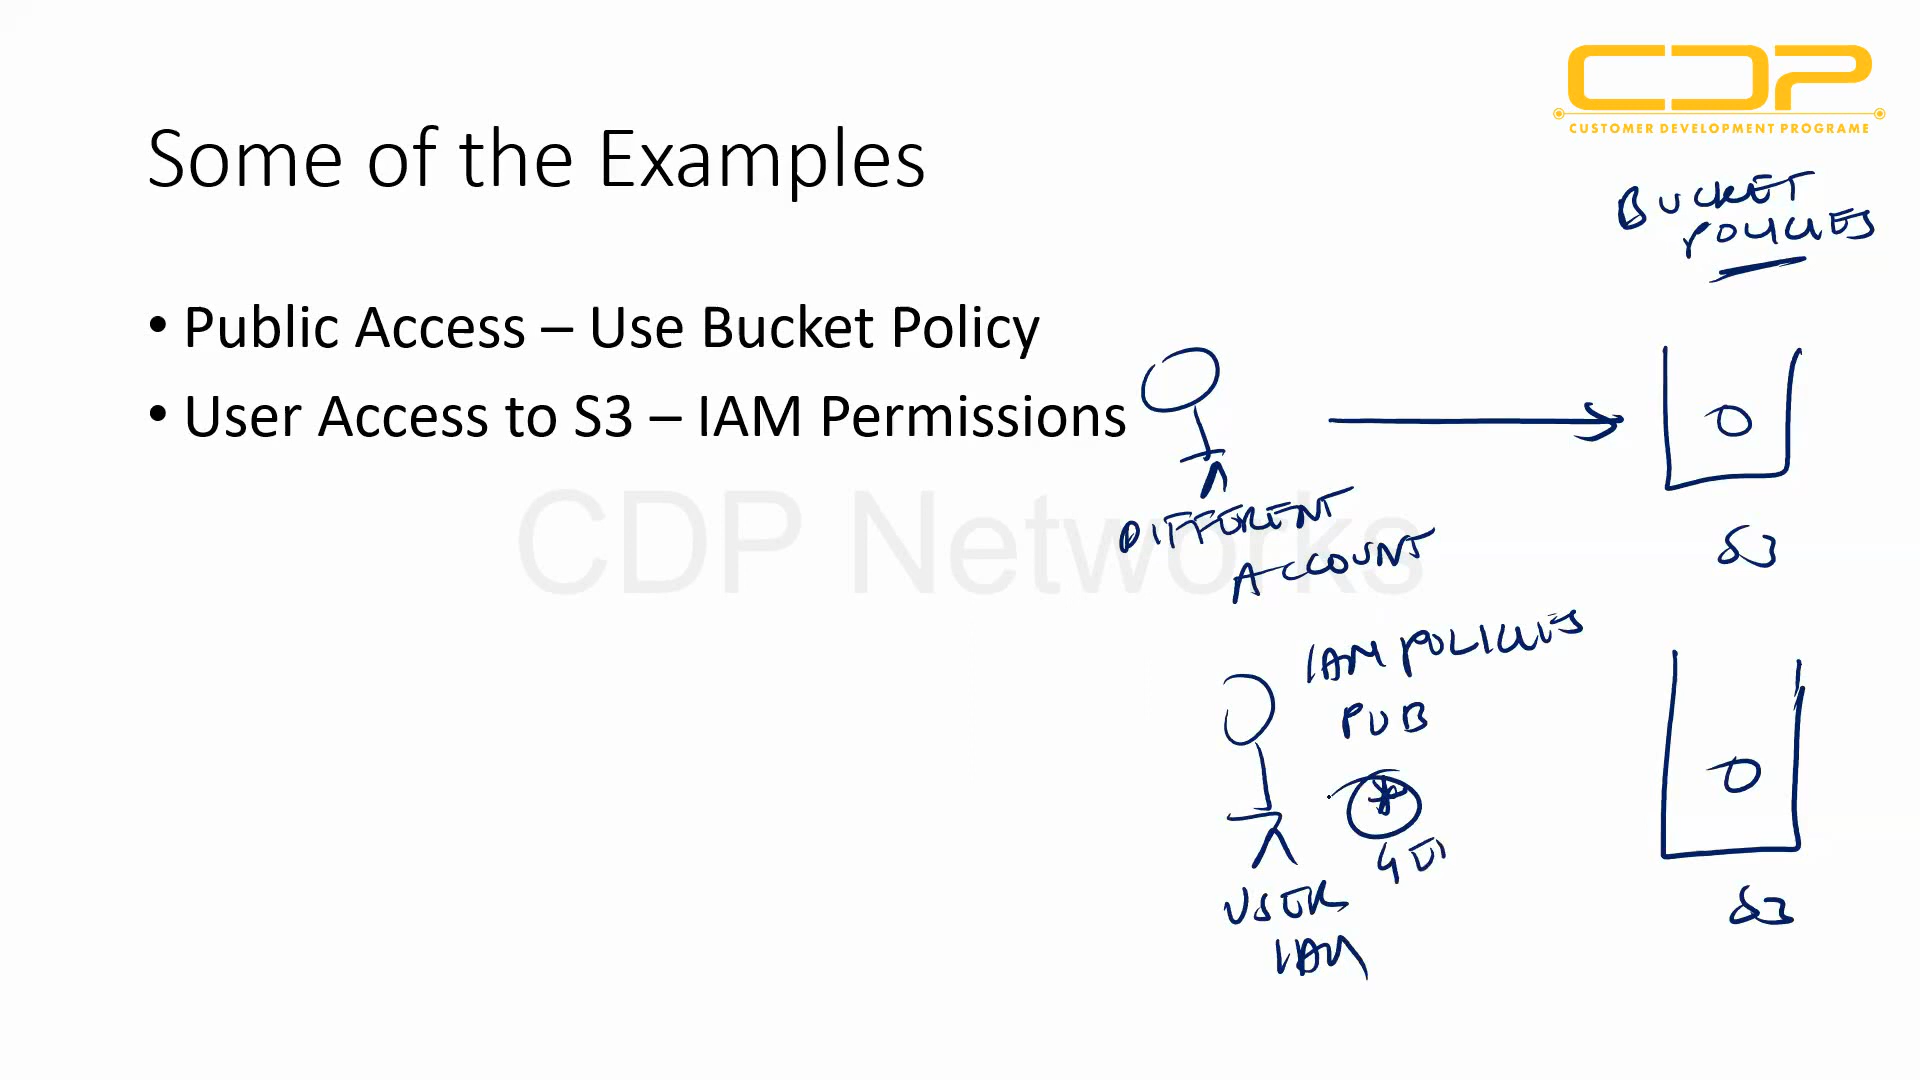 CDP
CUSTOMER DEVELOPMENT PROGRAME
Some of the Examples
BUCKET
POLICIES
• Public Access – Use Bucket Policy
• User Access to S3 – IAM Permissions
CDP Networks
DIFFERENT
ACCOUNT
S3
IAM POLICIES
PUB
*
USER
IAM
S3